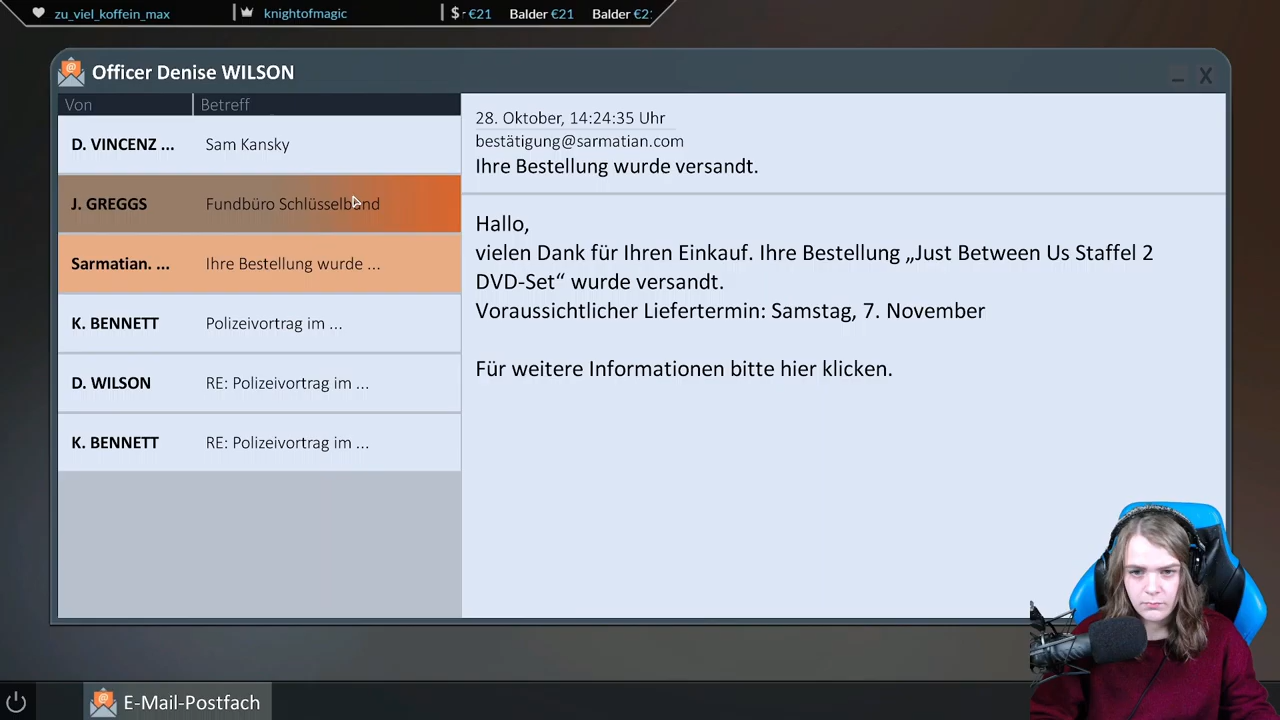 zu_viel_koffein_max
knightofmagic
$ r €21 Balder €21 Balder €2
Officer Denise WILSON
Von
Betreff
D. VINCENZ ...
Sam Kansky
J. GREGGS
Fundbüro Schlüsselband
Sarmatian. ...
Ihre Bestellung wurde ...
K. BENNETT
Polizeivortrag im ...
D. WILSON
RE: Polizeivortrag im ...
K. BENNETT
RE: Polizeivortrag im ...
28. Oktober, 14:24:35 Uhr
bestätigung@sarmatian.com
Ihre Bestellung wurde versandt.
Hallo,
vielen Dank für Ihren Einkauf. Ihre Bestellung „Just Between Us Staffel 2
DVD-Set“ wurde versandt.
Voraussichtlicher Liefertermin: Samstag, 7. November
Für weitere Informationen bitte hier klicken.
E-Mail-Postfach